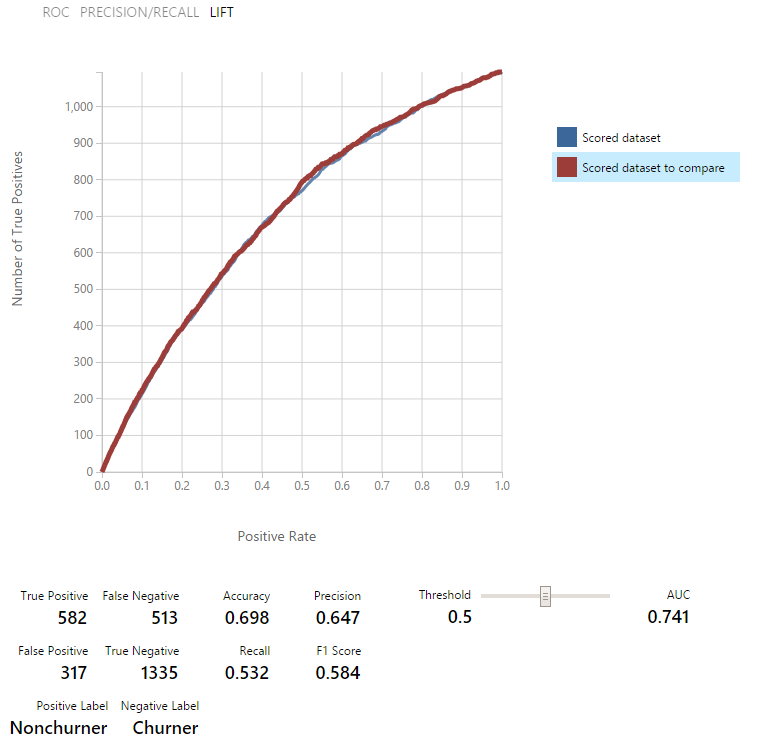 ROC PRECISION/RECALL LIFT
Number of True Positives
1,000
900
800
700
600
500
400
300
200
100
0
0.0 0.1 0.2 0.3 0.4 0.5 0.6 0.7 0.8 0.9 1.0
Positive Rate
Scored dataset
Scored dataset to compare
True Positive False Negative Accuracy Precision Threshold AUC
582 513 0.698 0.647 0.5 0.741
False Positive True Negative Recall F1 Score
317 1335 0.532 0.584
Positive Label Negative Label
Nonchurner Churner